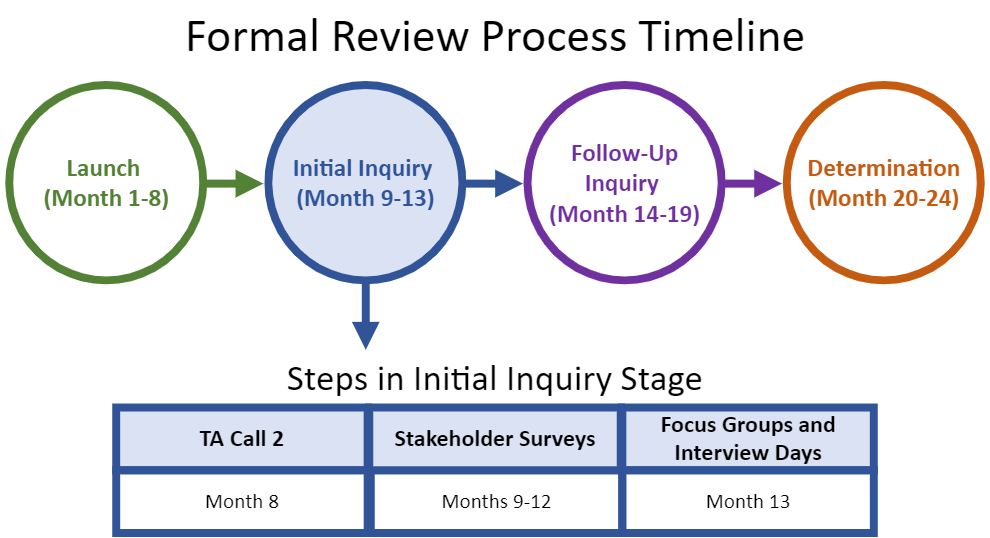 Formal Review Process Timeline
Launch
(Month 1-8)
Initial Inquiry
(Month 9-13)
Follow-Up
Inquiry
(Month 14-19)
Determination
(Month 20-24)
Steps in Initial Inquiry Stage
TA Call 2
Stakeholder Surveys
Focus Groups and
Interview Days
Month 8
Months 9-12
Month 13